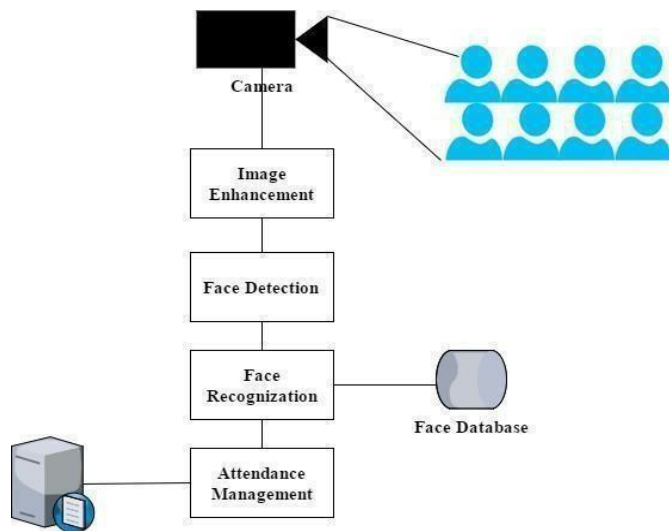 Camera
Image
Enhancement
Face Detection
Face
Recognization
Face Database
Attendance
Management